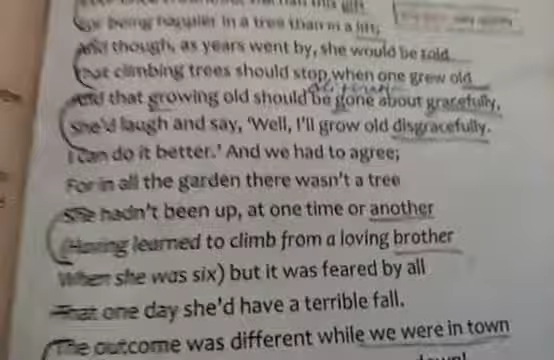 being happier in a tree than in a lift;
And though, as years went by, she would be told
That climbing trees should stop when one grew old
And that growing old should be gone about gracefully,
She'd laugh and say, 'Well, I'll grow old disgracefully.
I can do it better.' And we had to agree;
For in all the garden there wasn't a tree
She hadn't been up, at one time or another
(Having learned to climb from a loving brother
When she was six) but it was feared by all
That one day she'd have a terrible fall.
The outcome was different while we were in town